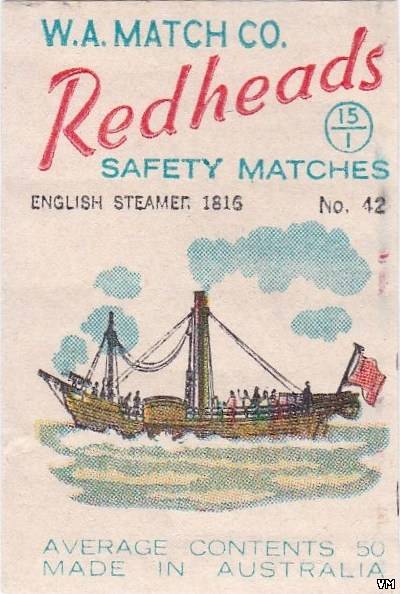 W.A. MATCH CO.
Redheads
15
1
SAFETY MATCHES
ENGLISH STEAMER 1816 No. 42
AVERAGE CONTENTS 50
MADE IN AUSTRALIA
VM